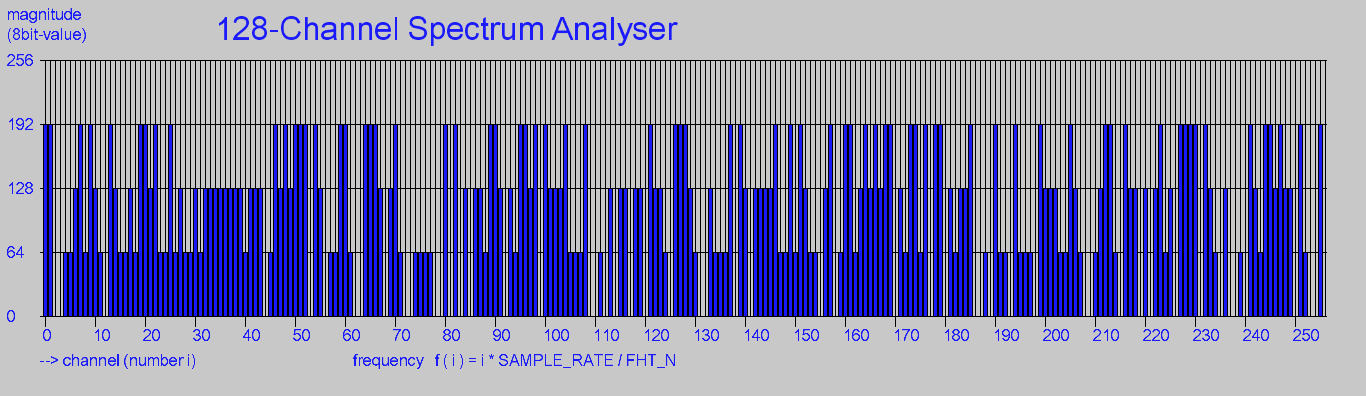 magnitude
(8bit-value)
128-Channel Spectrum Analyser
256
192
128
64
0
0 10 20 30 40 50 60 70 80 90 100 110 120 130 140 150 160 170 180 190 200 210 220 230 240 250
--> channel (number i)
frequency f ( i ) = i * SAMPLE_RATE / FHT_N